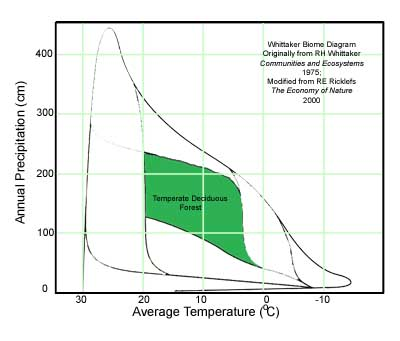 Whittaker Biome Diagram
Originally from RH Whittaker
Communities and Ecosystems
1975;
Modified from RE Ricklefs
The Economy of Nature
2000
Annual Precipitation (cm)
400
300
200
100
0
Temperate Deciduous
Forest
30 20 10 0 -10
Average Temperature (°C)